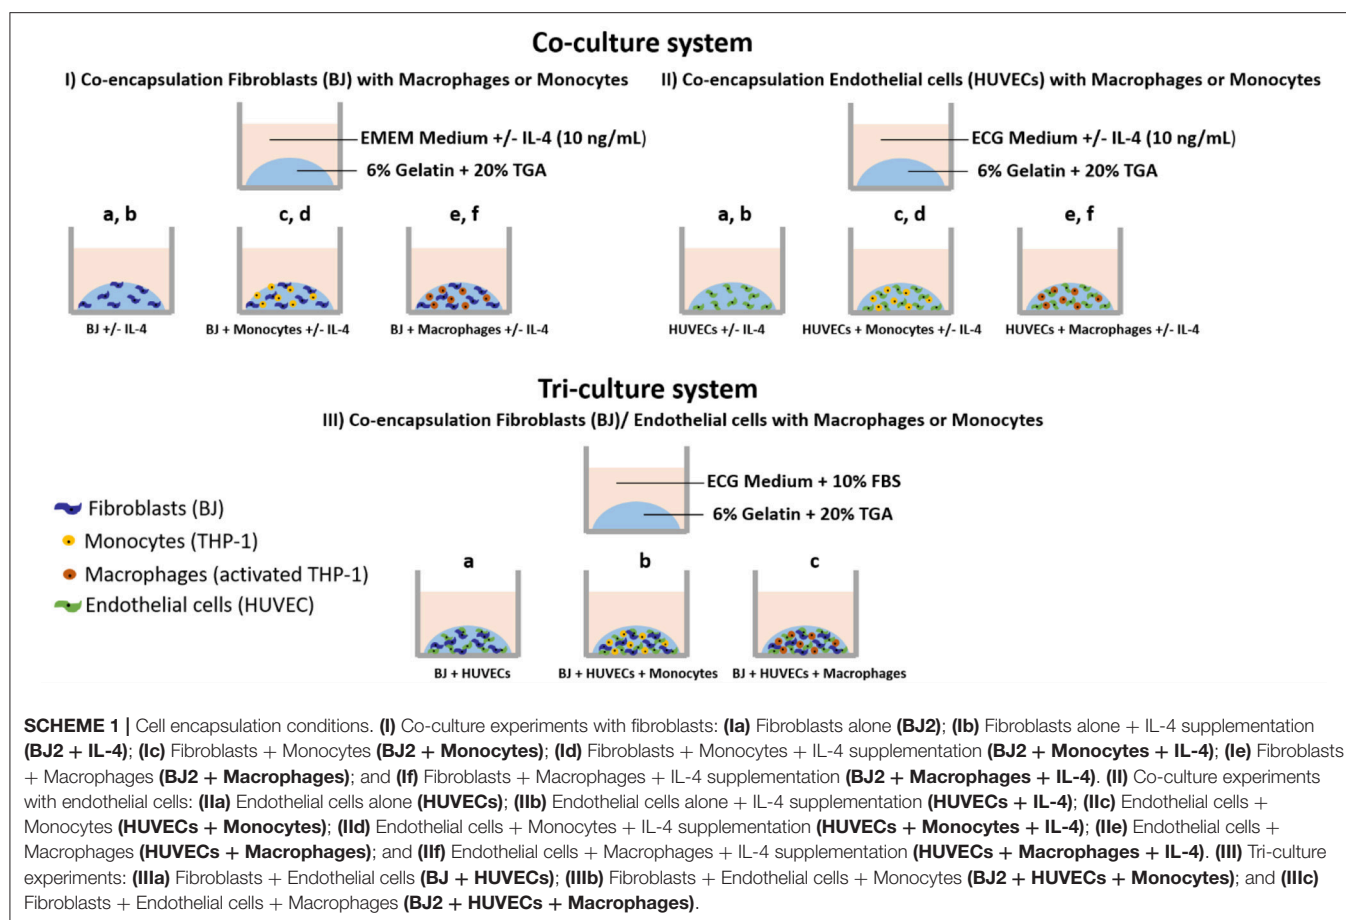 Co-culture system
I) Co-encapsulation Fibroblasts (BJ) with Macrophages or Monocytes
EMEM Medium +/- IL-4 (10 ng/mL)
6% Gelatin + 20% TGA
a, b
c, d
e, f
BJ +/- IL-4
BJ + Monocytes +/- IL-4
BJ + Macrophages +/- IL-4
II) Co-encapsulation Endothelial cells (HUVECs) with Macrophages or Monocytes
ECG Medium +/- IL-4 (10 ng/mL)
6% Gelatin + 20% TGA
a, b
c, d
e, f
HUVECs +/- IL-4
HUVECs + Monocytes +/- IL-4
HUVECs + Macrophages +/- IL-4
Tri-culture system
III) Co-encapsulation Fibroblasts (BJ)/ Endothelial cells with Macrophages or Monocytes
ECG Medium + 10% FBS
6% Gelatin + 20% TGA
Fibroblasts (BJ)
Monocytes (THP-1)
Macrophages (activated THP-1)
Endothelial cells (HUVEC)
a
b
c
BJ + HUVECs
BJ + HUVECs + Monocytes
BJ + HUVECs + Macrophages
SCHEME 1 | Cell encapsulation conditions. (I) Co-culture experiments with fibroblasts: (Ia) Fibroblasts alone (BJ2); (Ib) Fibroblasts alone + IL-4 supplementation
(BJ2 + IL-4); (Ic) Fibroblasts + Monocytes (BJ2 + Monocytes); (Id) Fibroblasts + Monocytes + IL-4 supplementation (BJ2 + Monocytes + IL-4); (Ie) Fibroblasts
+ Macrophages (BJ2 + Macrophages); and (If) Fibroblasts + Macrophages + IL-4 supplementation (BJ2 + Macrophages + IL-4). (II) Co-culture experiments
with endothelial cells: (IIa) Endothelial cells alone (HUVECs); (IIb) Endothelial cells alone + IL-4 supplementation (HUVECs + IL-4); (IIc) Endothelial cells +
Monocytes (HUVECs + Monocytes); (IId) Endothelial cells + Monocytes + IL-4 supplementation (HUVECs + Monocytes + IL-4); (IIe) Endothelial cells +
Macrophages (HUVECs + Macrophages); and (IIf) Endothelial cells + Macrophages + IL-4 supplementation (HUVECs + Macrophages + IL-4). (III) Tri-culture
experiments: (IIIa) Fibroblasts + Endothelial cells (BJ + HUVECs); (IIIb) Fibroblasts + Endothelial cells + Monocytes (BJ2 + HUVECs + Monocytes); and (IIIc)
Fibroblasts + Endothelial cells + Macrophages (BJ2 + HUVECs + Macrophages).